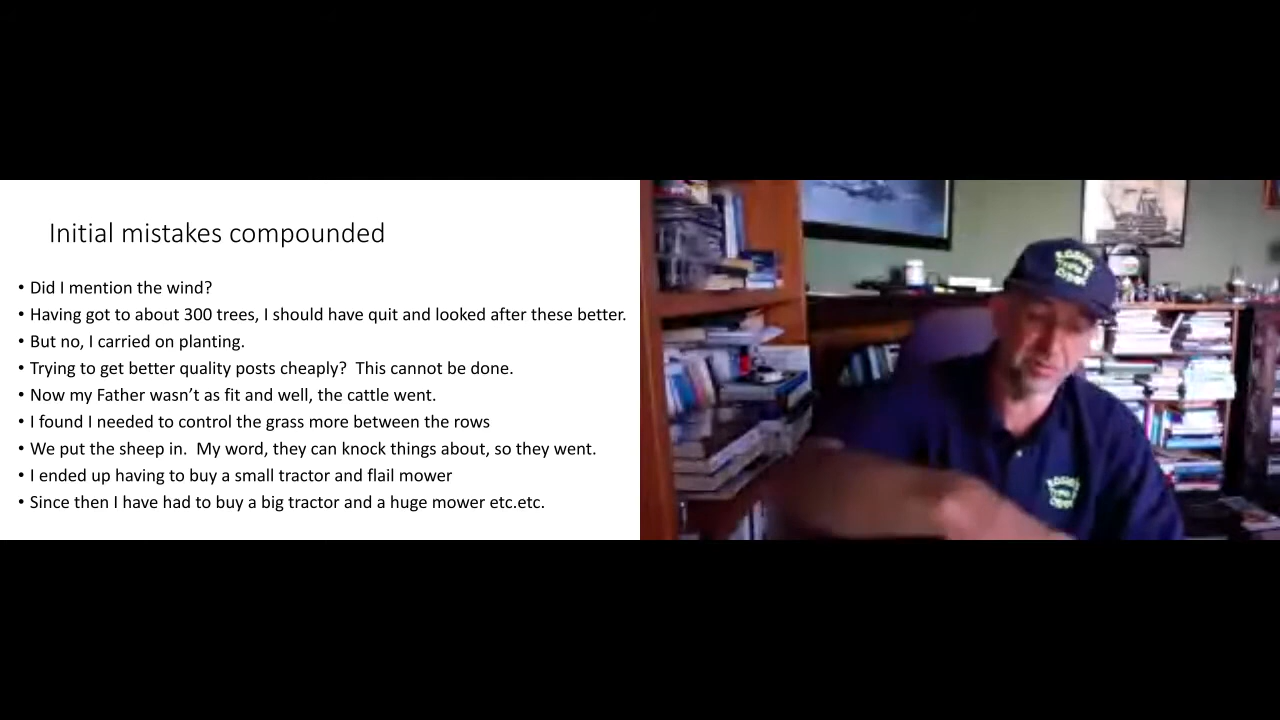 Initial mistakes compounded
• Did I mention the wind?
• Having got to about 300 trees, I should have quit and looked after these better.
• But no, I carried on planting.
• Trying to get better quality posts cheaply?  This cannot be done.
• Now my Father wasn’t as fit and well, the cattle went.
• I found I needed to control the grass more between the rows
• We put the sheep in.  My word, they can knock things about, so they went.
• I ended up having to buy a small tractor and flail mower
• Since then I have had to buy a big tractor and a huge mower etc.etc.